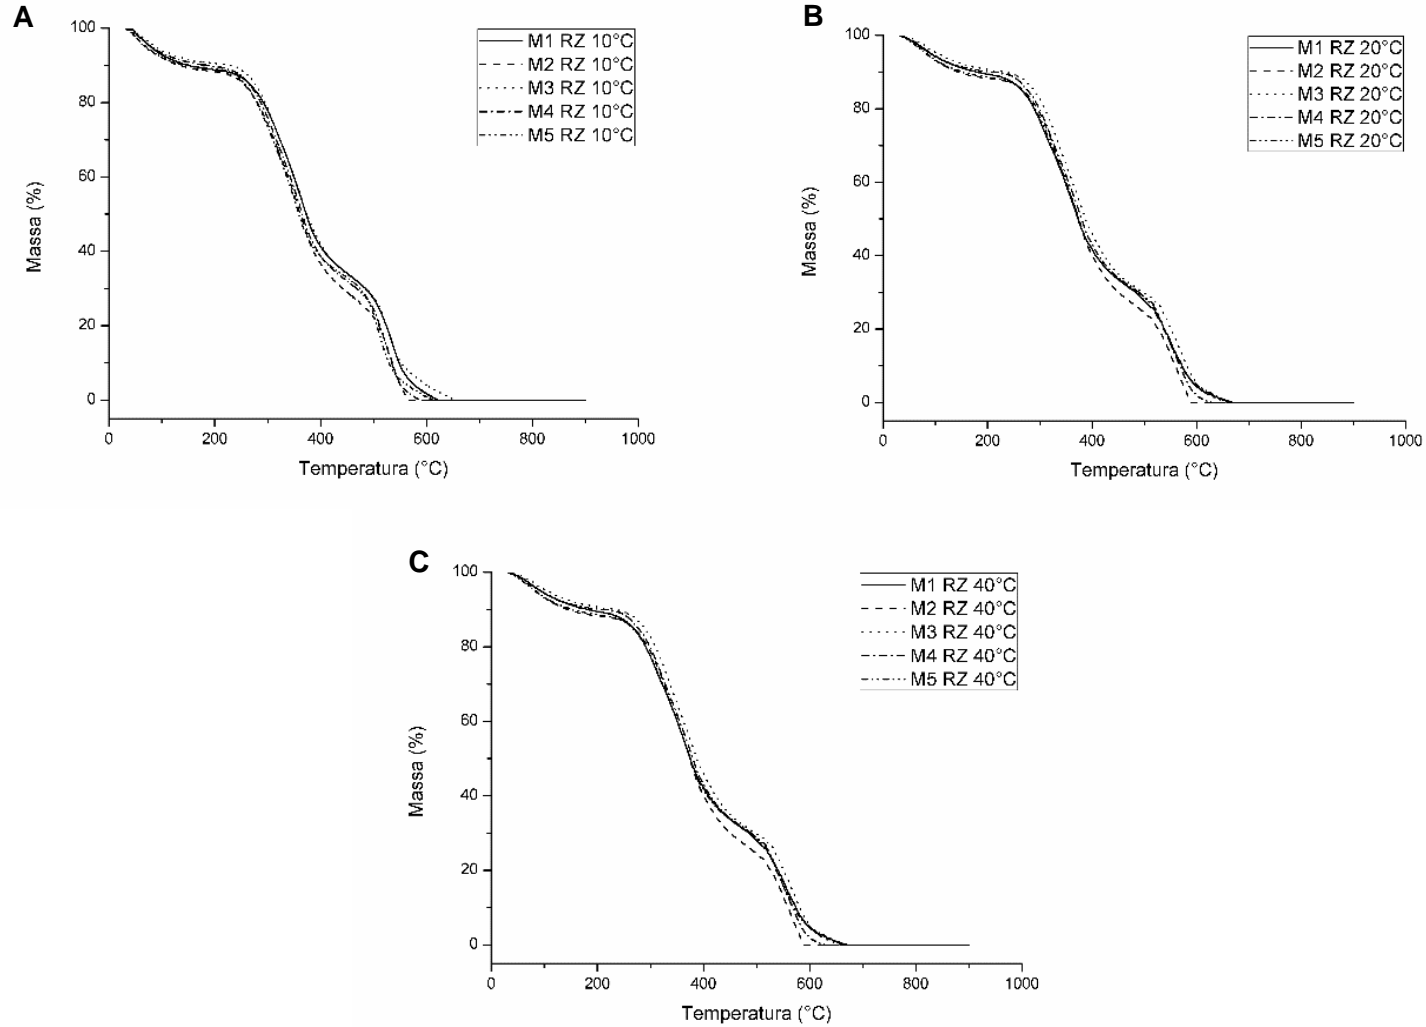 A
M1 RZ 10°C
M2 RZ 10°C
M3 RZ 10°C
M4 RZ 10°C
M5 RZ 10°C
100
80
60
40
20
0
Massa (%)
0 200 400 600 800 1000
Temperatura (°C)
B
M1 RZ 20°C
M2 RZ 20°C
M3 RZ 20°C
M4 RZ 20°C
M5 RZ 20°C
100
80
60
40
20
0
Massa (%)
0 200 400 600 800 1000
Temperatura (°C)
C
M1 RZ 40°C
M2 RZ 40°C
M3 RZ 40°C
M4 RZ 40°C
M5 RZ 40°C
100
80
60
40
20
0
Massa (%)
0 200 400 600 800 1000
Temperatura (°C)